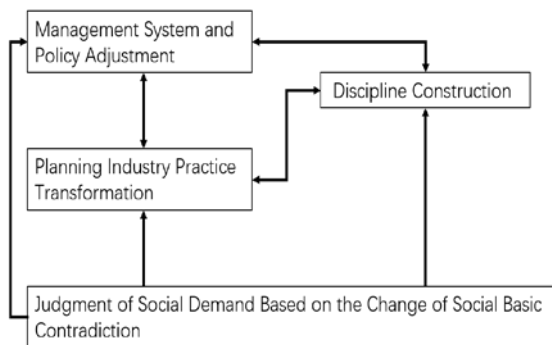 Management System and
Policy Adjustment
Discipline Construction
Planning Industry Practice
Transformation
Judgment of Social Demand Based on the Change of Social Basic
Contradiction